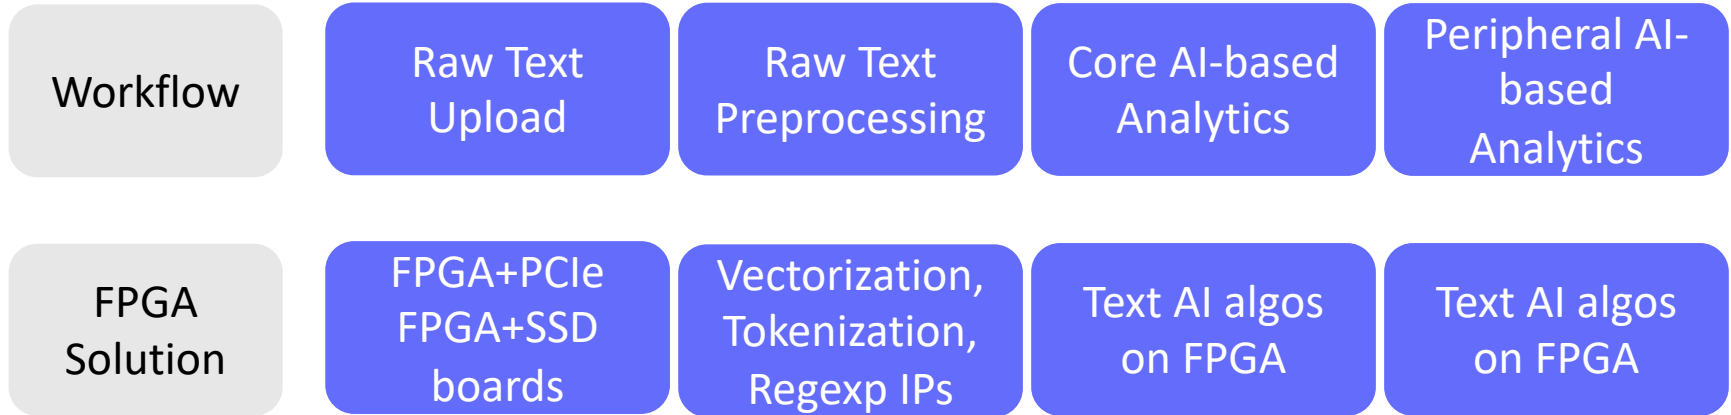 Workflow
Raw Text
Upload
Raw Text
Preprocessing
Core AI-based
Analytics
Peripheral AI-
based
Analytics
FPGA
Solution
FPGA+PCIe
FPGA+SSD
boards
Vectorization,
Tokenization,
Regexp IPs
Text AI algos
on FPGA
Text AI algos
on FPGA